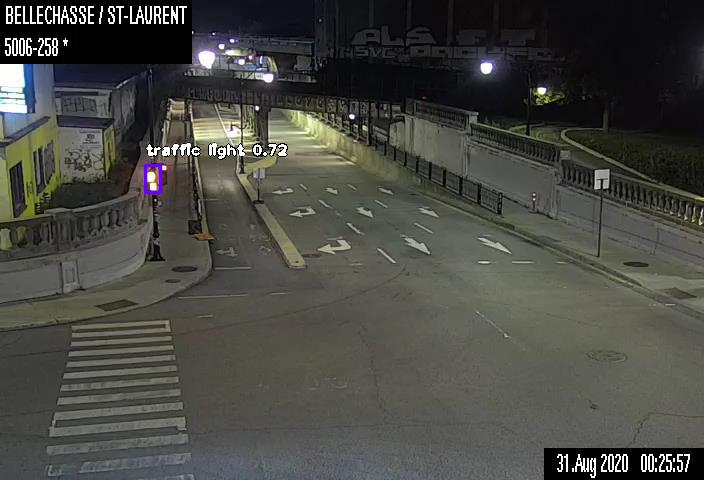 BELLECHASSE / ST-LAURENT
5006-258 *
traffic light 0.72
31.Aug 2020 00:25:57